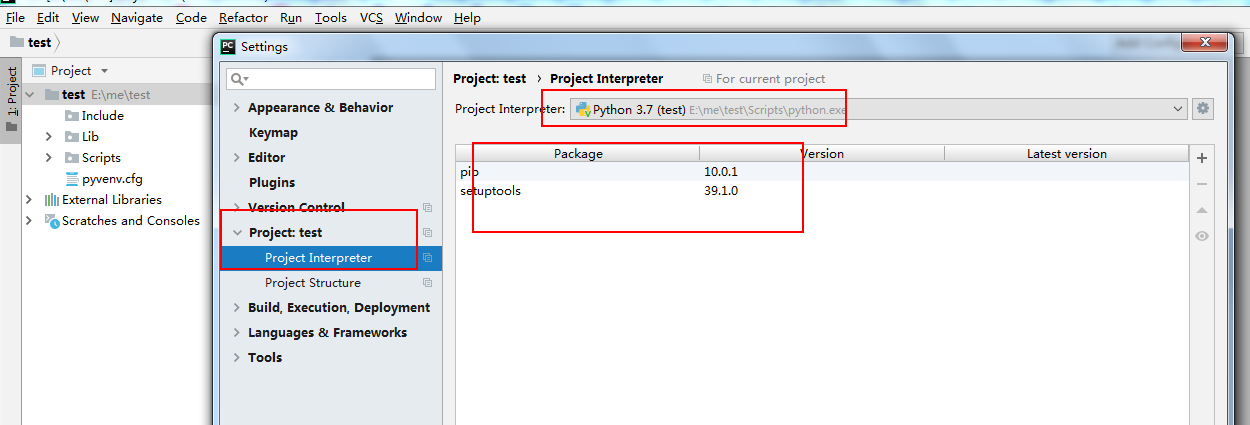 File Edit View Navigate Code Refactor Run Tools VCS Window Help
test
Settings
1: Project
Project
test E:\me\test
Include
Lib
Scripts
pyvenv.cfg
External Libraries
Scratches and Consoles
Appearance & Behavior
Keymap
Editor
Plugins
Version Control
Project: test
Project Interpreter
Project Structure
Build, Execution, Deployment
Languages & Frameworks
Tools
Project: test › Project Interpreter For current project
Project Interpreter: Python 3.7 (test) E:\me\test\Scripts\python.exe
Package Version Latest version
pip 10.0.1
setuptools 39.1.0